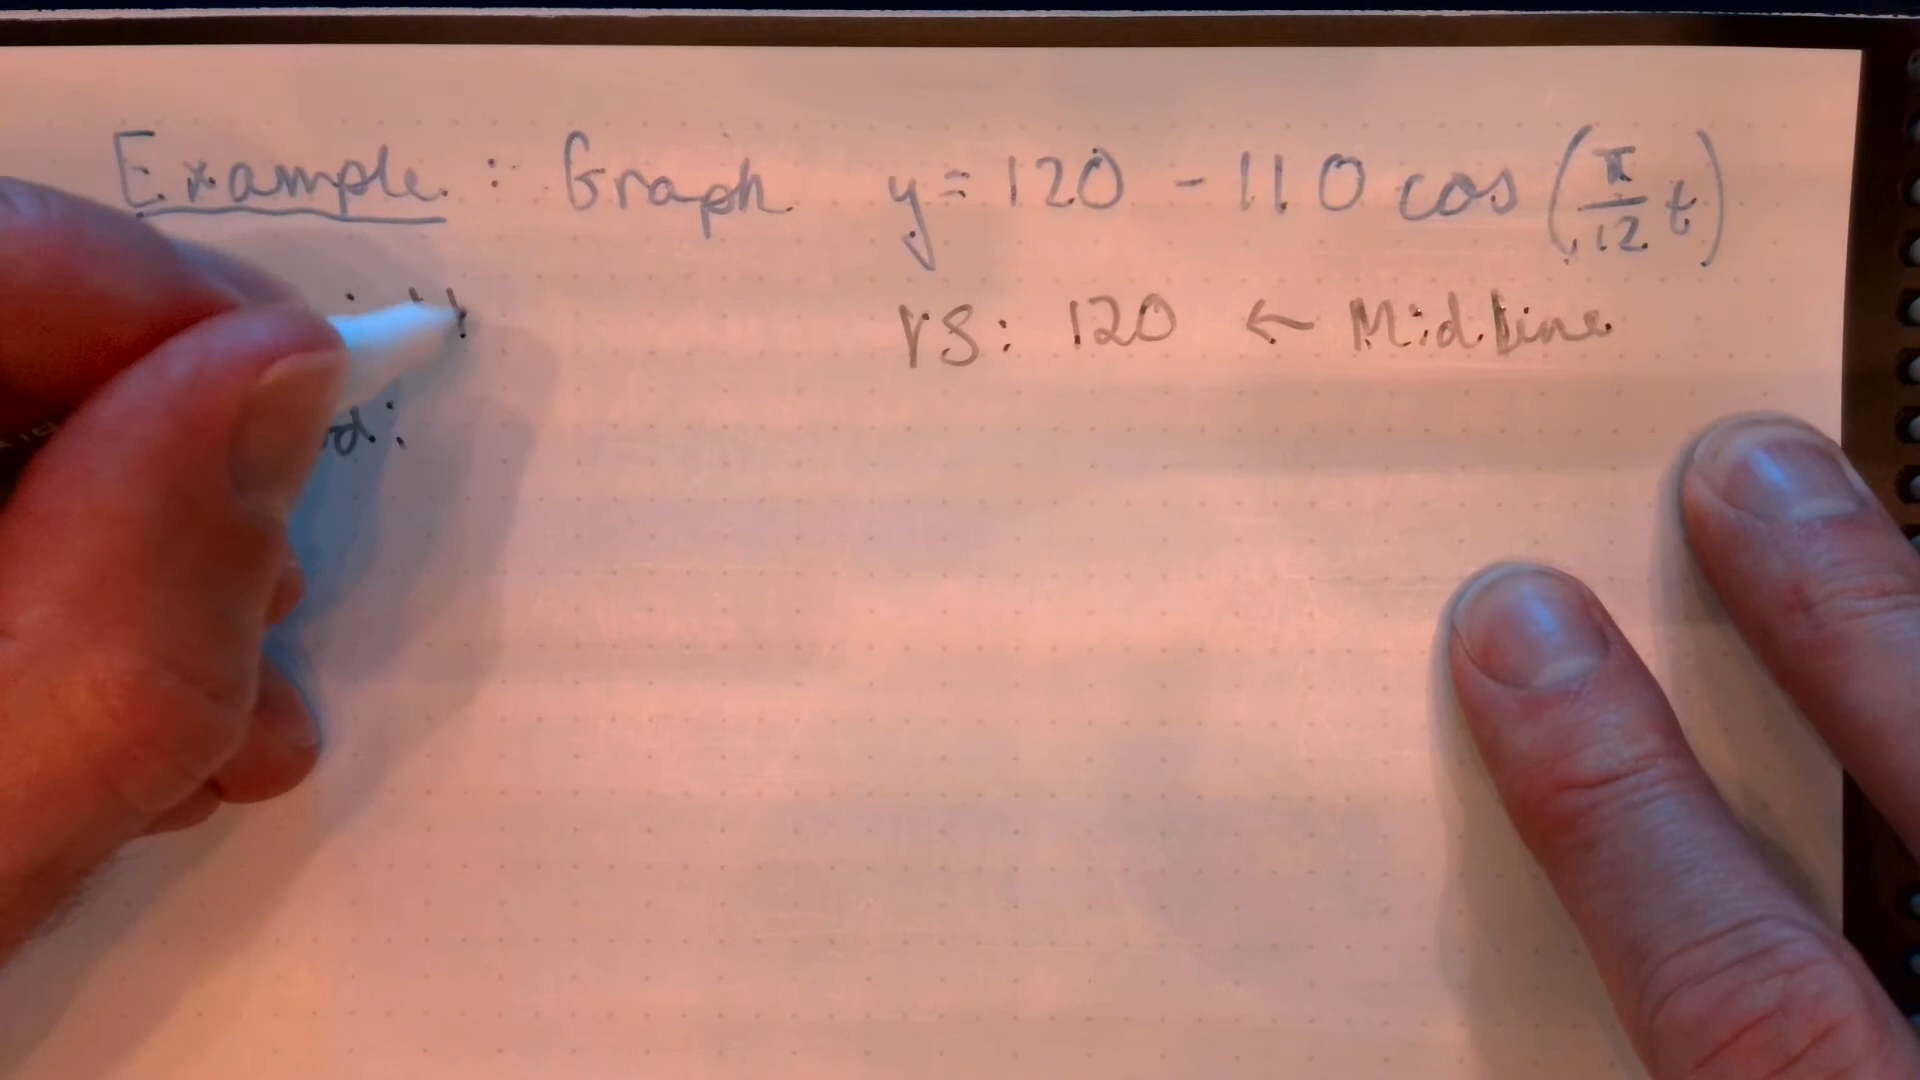 Example : Graph y = 120 - 110 cos (π/12 t)
VS: 120 ← Midline